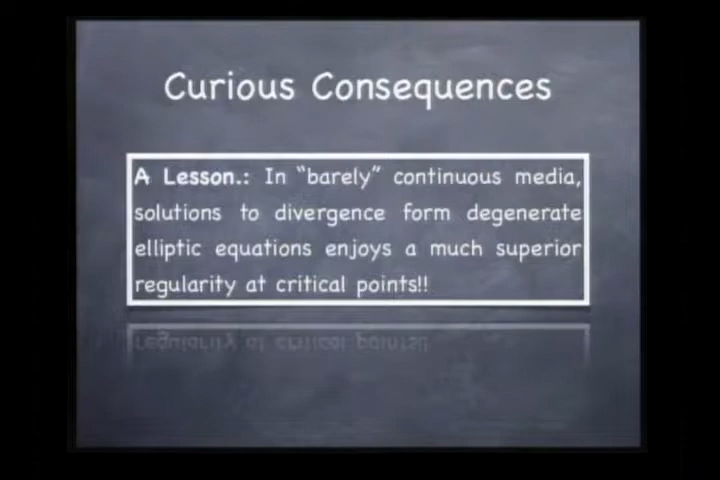 Curious Consequences
A Lesson.: In “barely” continuous media,
solutions to divergence form degenerate
elliptic equations enjoys a much superior
regularity at critical points!!